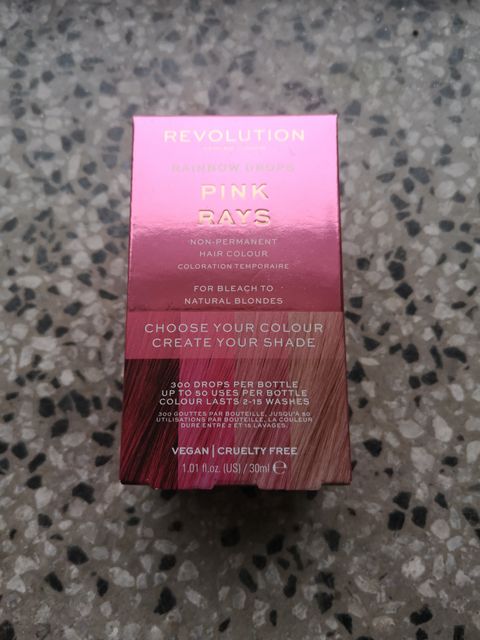 REVOLUTION
RAINBOW DROPS
PINK
RAYS
NON-PERMANENT
HAIR COLOUR
COLORATION TEMPORAIRE
FOR BLEACH TO
NATURAL BLONDES
CHOOSE YOUR COLOUR
CREATE YOUR SHADE
300 DROPS PER BOTTLE
UP TO 50 USES PER BOTTLE
COLOUR LASTS 2-15 WASHES
300 GOUTTES PAR BOUTEILLE, JUSQU'À 50
UTILISATIONS PAR BOUTEILLE, LA COULEUR
DURE ENTRE 2 ET 15 LAVAGES.
VEGAN | CRUELTY FREE
1.01 fl.oz. (US) / 30ml ℮